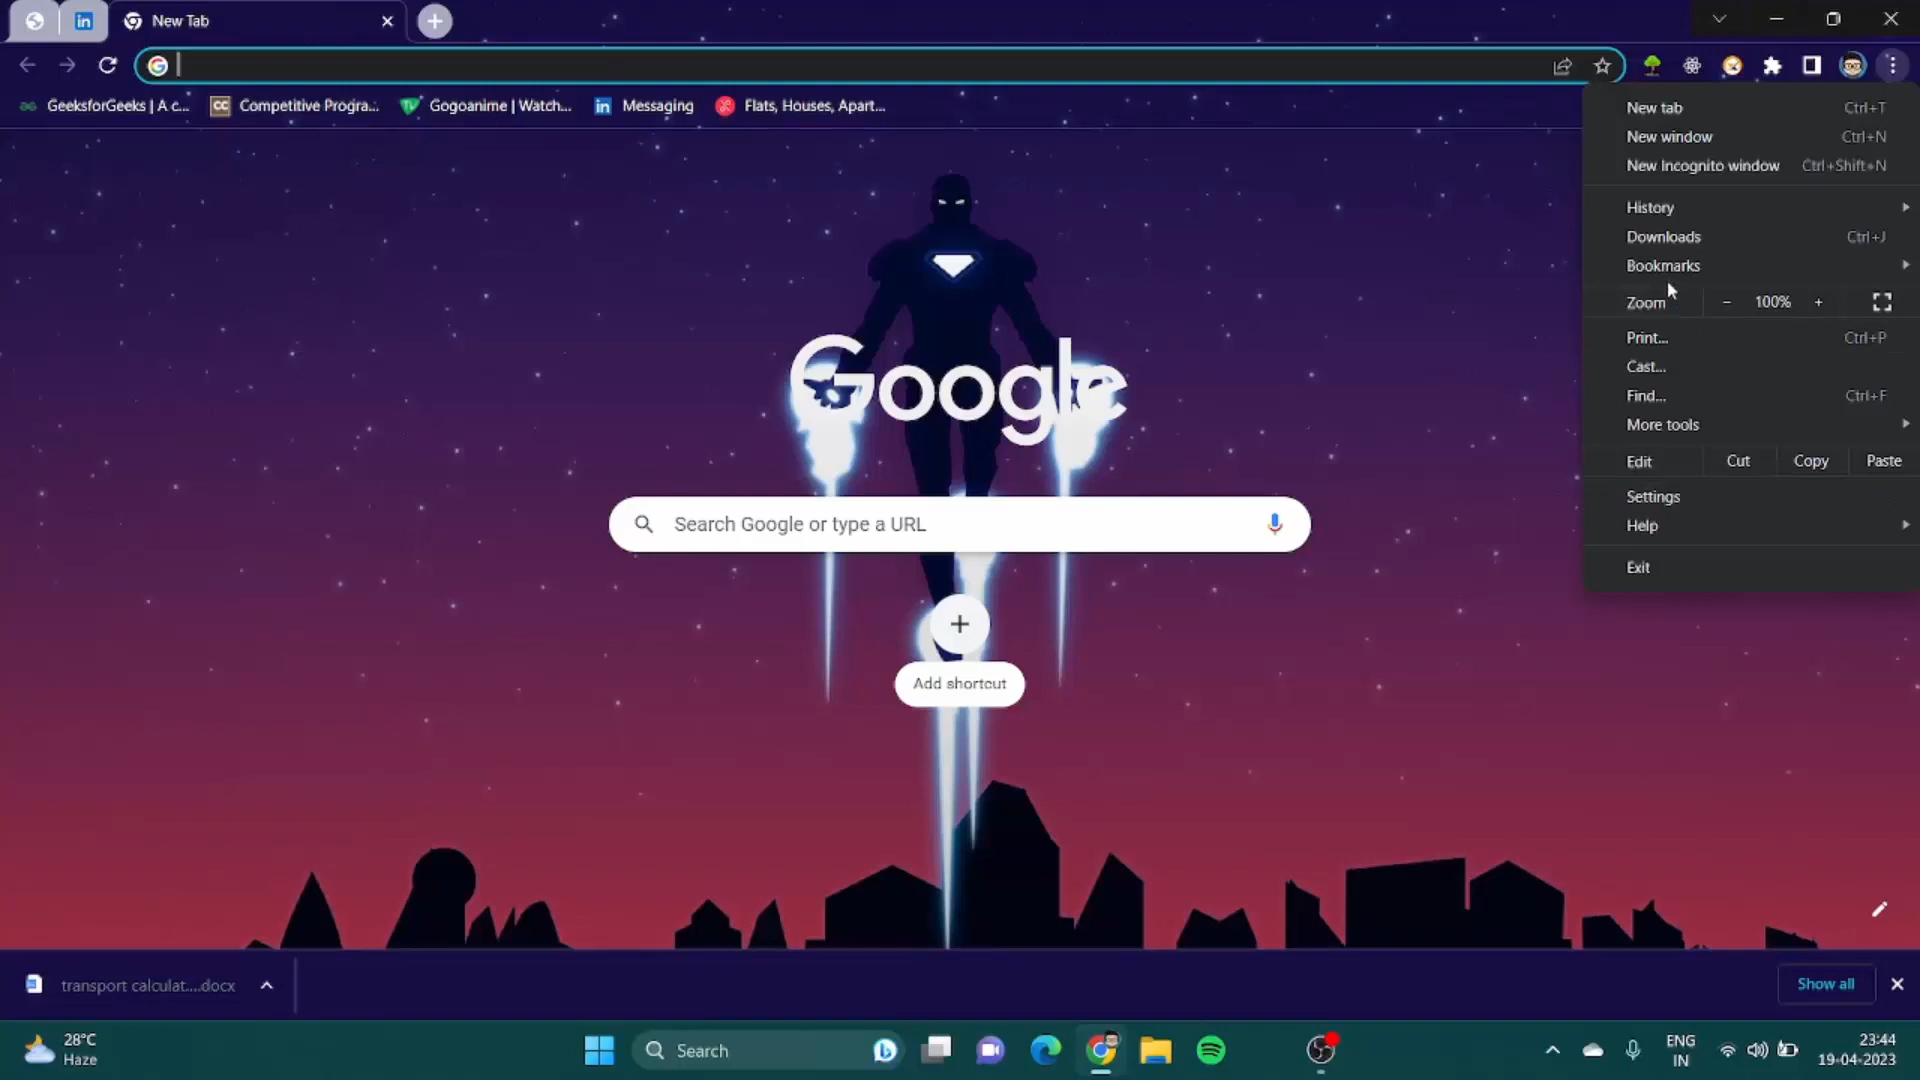 New Tab
GeeksforGeeks | A c...
CC Competitive Progra...
Gogoanime | Watch...
in Messaging
Flats, Houses, Apart...
New tab Ctrl+T
New window Ctrl+N
New Incognito window Ctrl+Shift+N
History
Downloads Ctrl+J
Bookmarks
Zoom - 100% +
Print... Ctrl+P
Cast...
Find... Ctrl+F
More tools
Edit Cut Copy Paste
Settings
Help
Exit
Google
Search Google or type a URL
Add shortcut
transport calculat....docx
Show all
28°C
Haze
Search
ENG
IN
23:44
19-04-2023